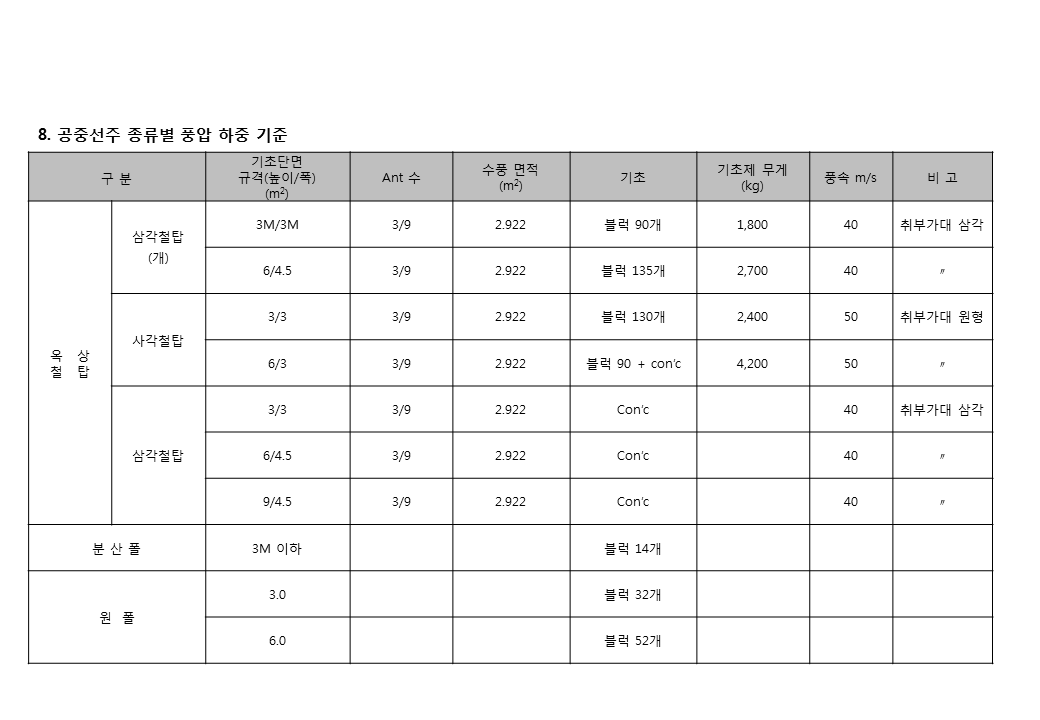 8. 공중선주 종류별 풍압 하중 기준
구 분 기초단면 규격(높이/폭) (m²) Ant 수 수풍 면적 (m²) 기초 기초제 무게 (kg) 풍속 m/s 비 고
옥 상 철 탑 삼각철탑 (개) 3M/3M 3/9 2.922 블럭 90개 1,800 40 취부가대 삼각
6/4.5 3/9 2.922 블럭 135개 2,700 40 〃
사각철탑 3/3 3/9 2.922 블럭 130개 2,400 50 취부가대 원형
6/3 3/9 2.922 블럭 90 + con’c 4,200 50 〃
삼각철탑 3/3 3/9 2.922 Con’c 40 취부가대 삼각
6/4.5 3/9 2.922 Con’c 40 〃
9/4.5 3/9 2.922 Con’c 40 〃
분 산 폴 3M 이하 블럭 14개
원 폴 3.0 블럭 32개
6.0 블럭 52개